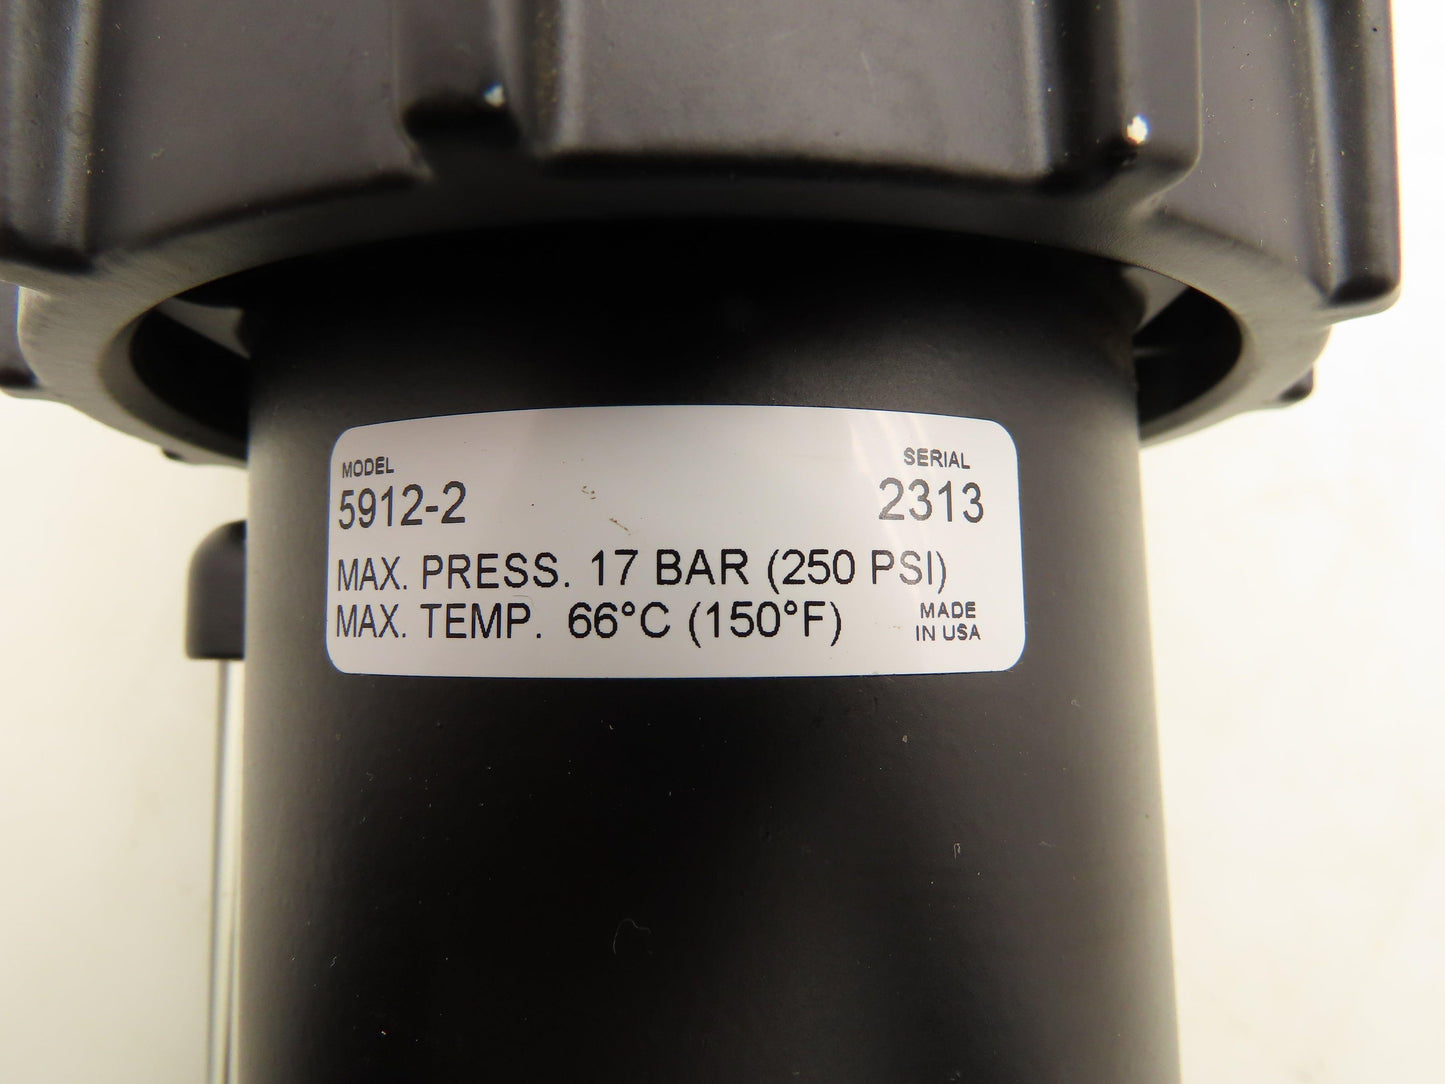 MODEL SERIAL
5912-2 2313
MAX. PRESS. 17 BAR (250 PSI)
MAX. TEMP. 66°C (150°F)
MADE
IN USA